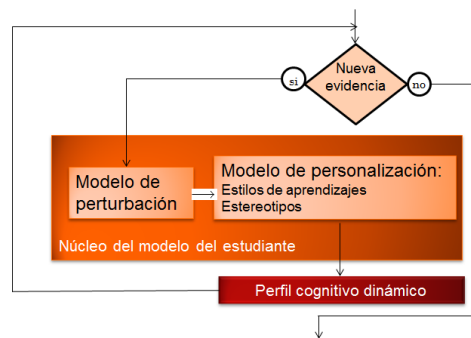 Nueva
evidencia
si
no
Modelo de
perturbación
Modelo de personalización:
Estilos de aprendizajes
Estereotipos
Núcleo del modelo del estudiante
Perfil cognitivo dinámico